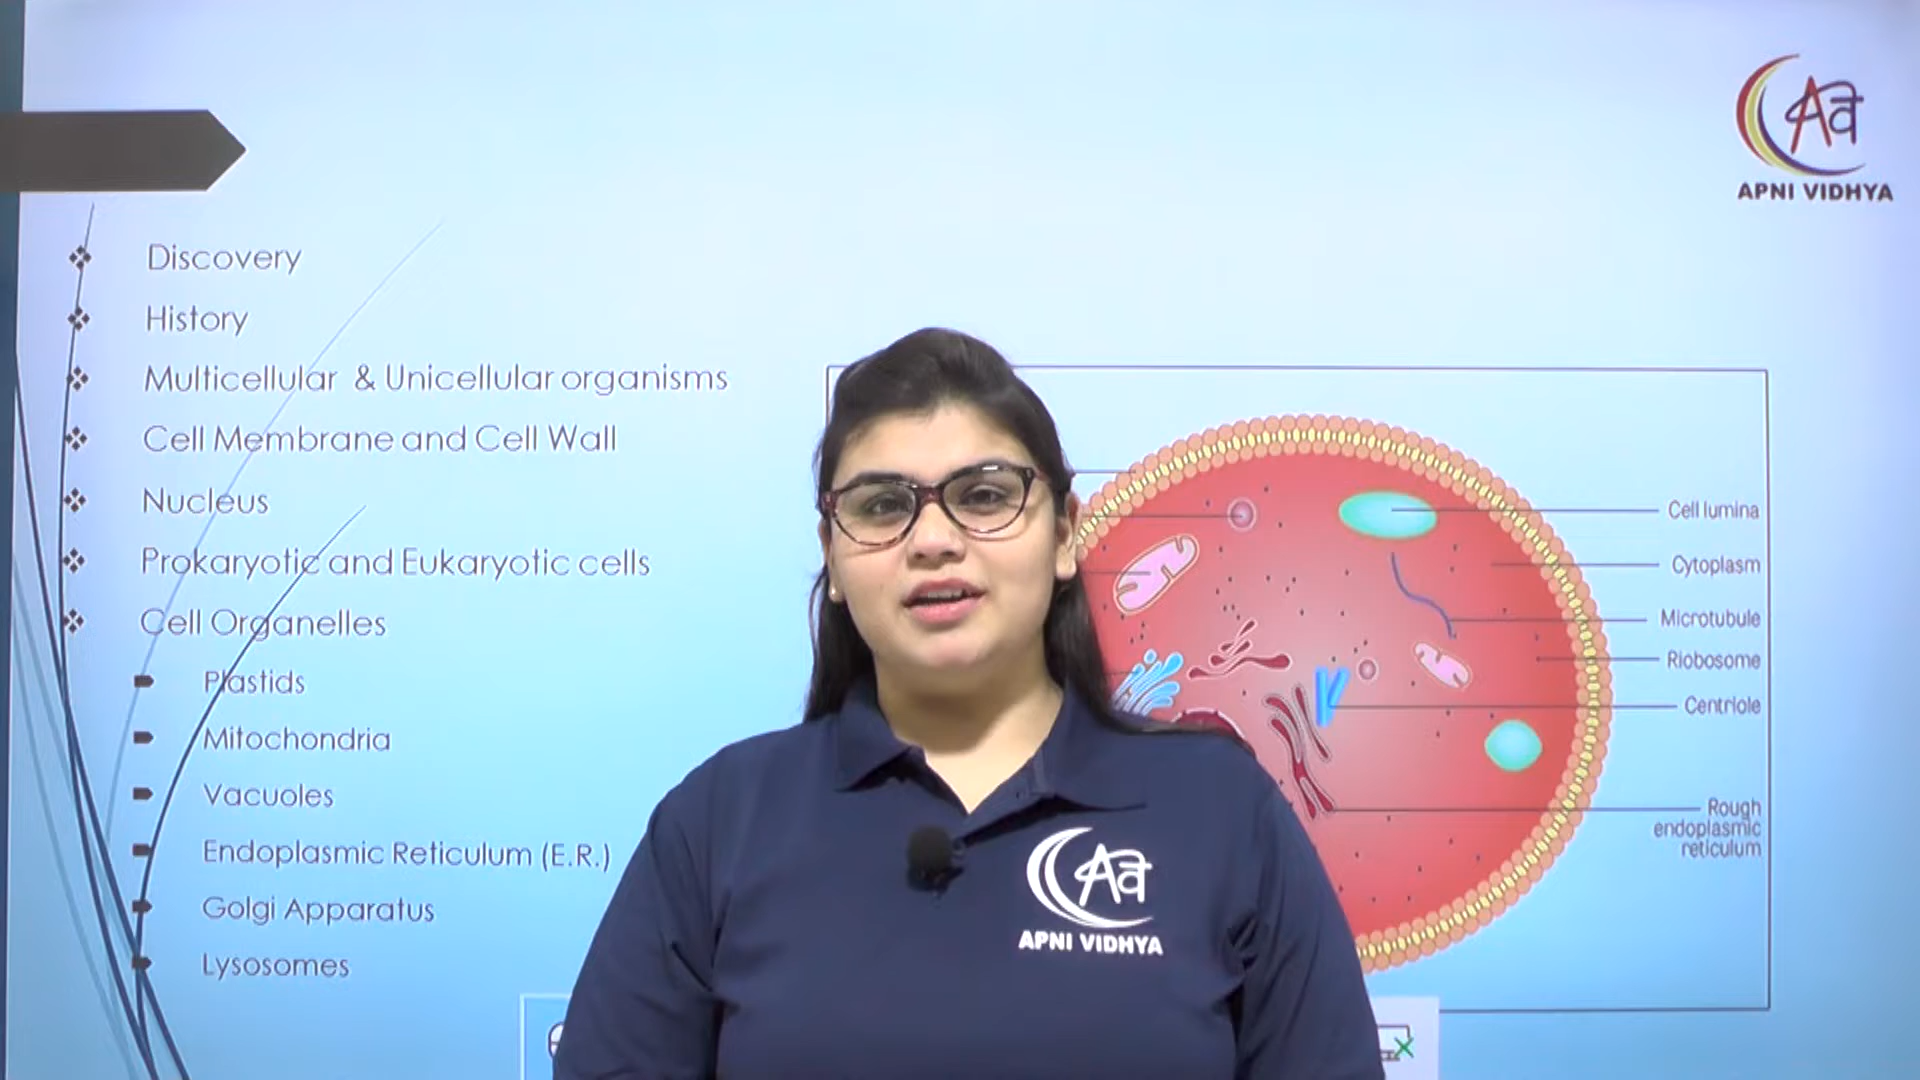 Aव
APNI VIDHYA
Discovery
History
Multicellular & Unicellular organisms
Cell Membrane and Cell Wall
Nucleus
Prokaryotic and Eukaryotic cells
Cell Organelles
Plastids
Mitochondria
Vacuoles
Endoplasmic Reticulum (E.R.)
Golgi Apparatus
Lysosomes
Cell lumina
Cytoplasm
Microtubule
Riobosome
Centriole
Rough
endoplasmic
reticulum
Aव
APNI VIDHYA